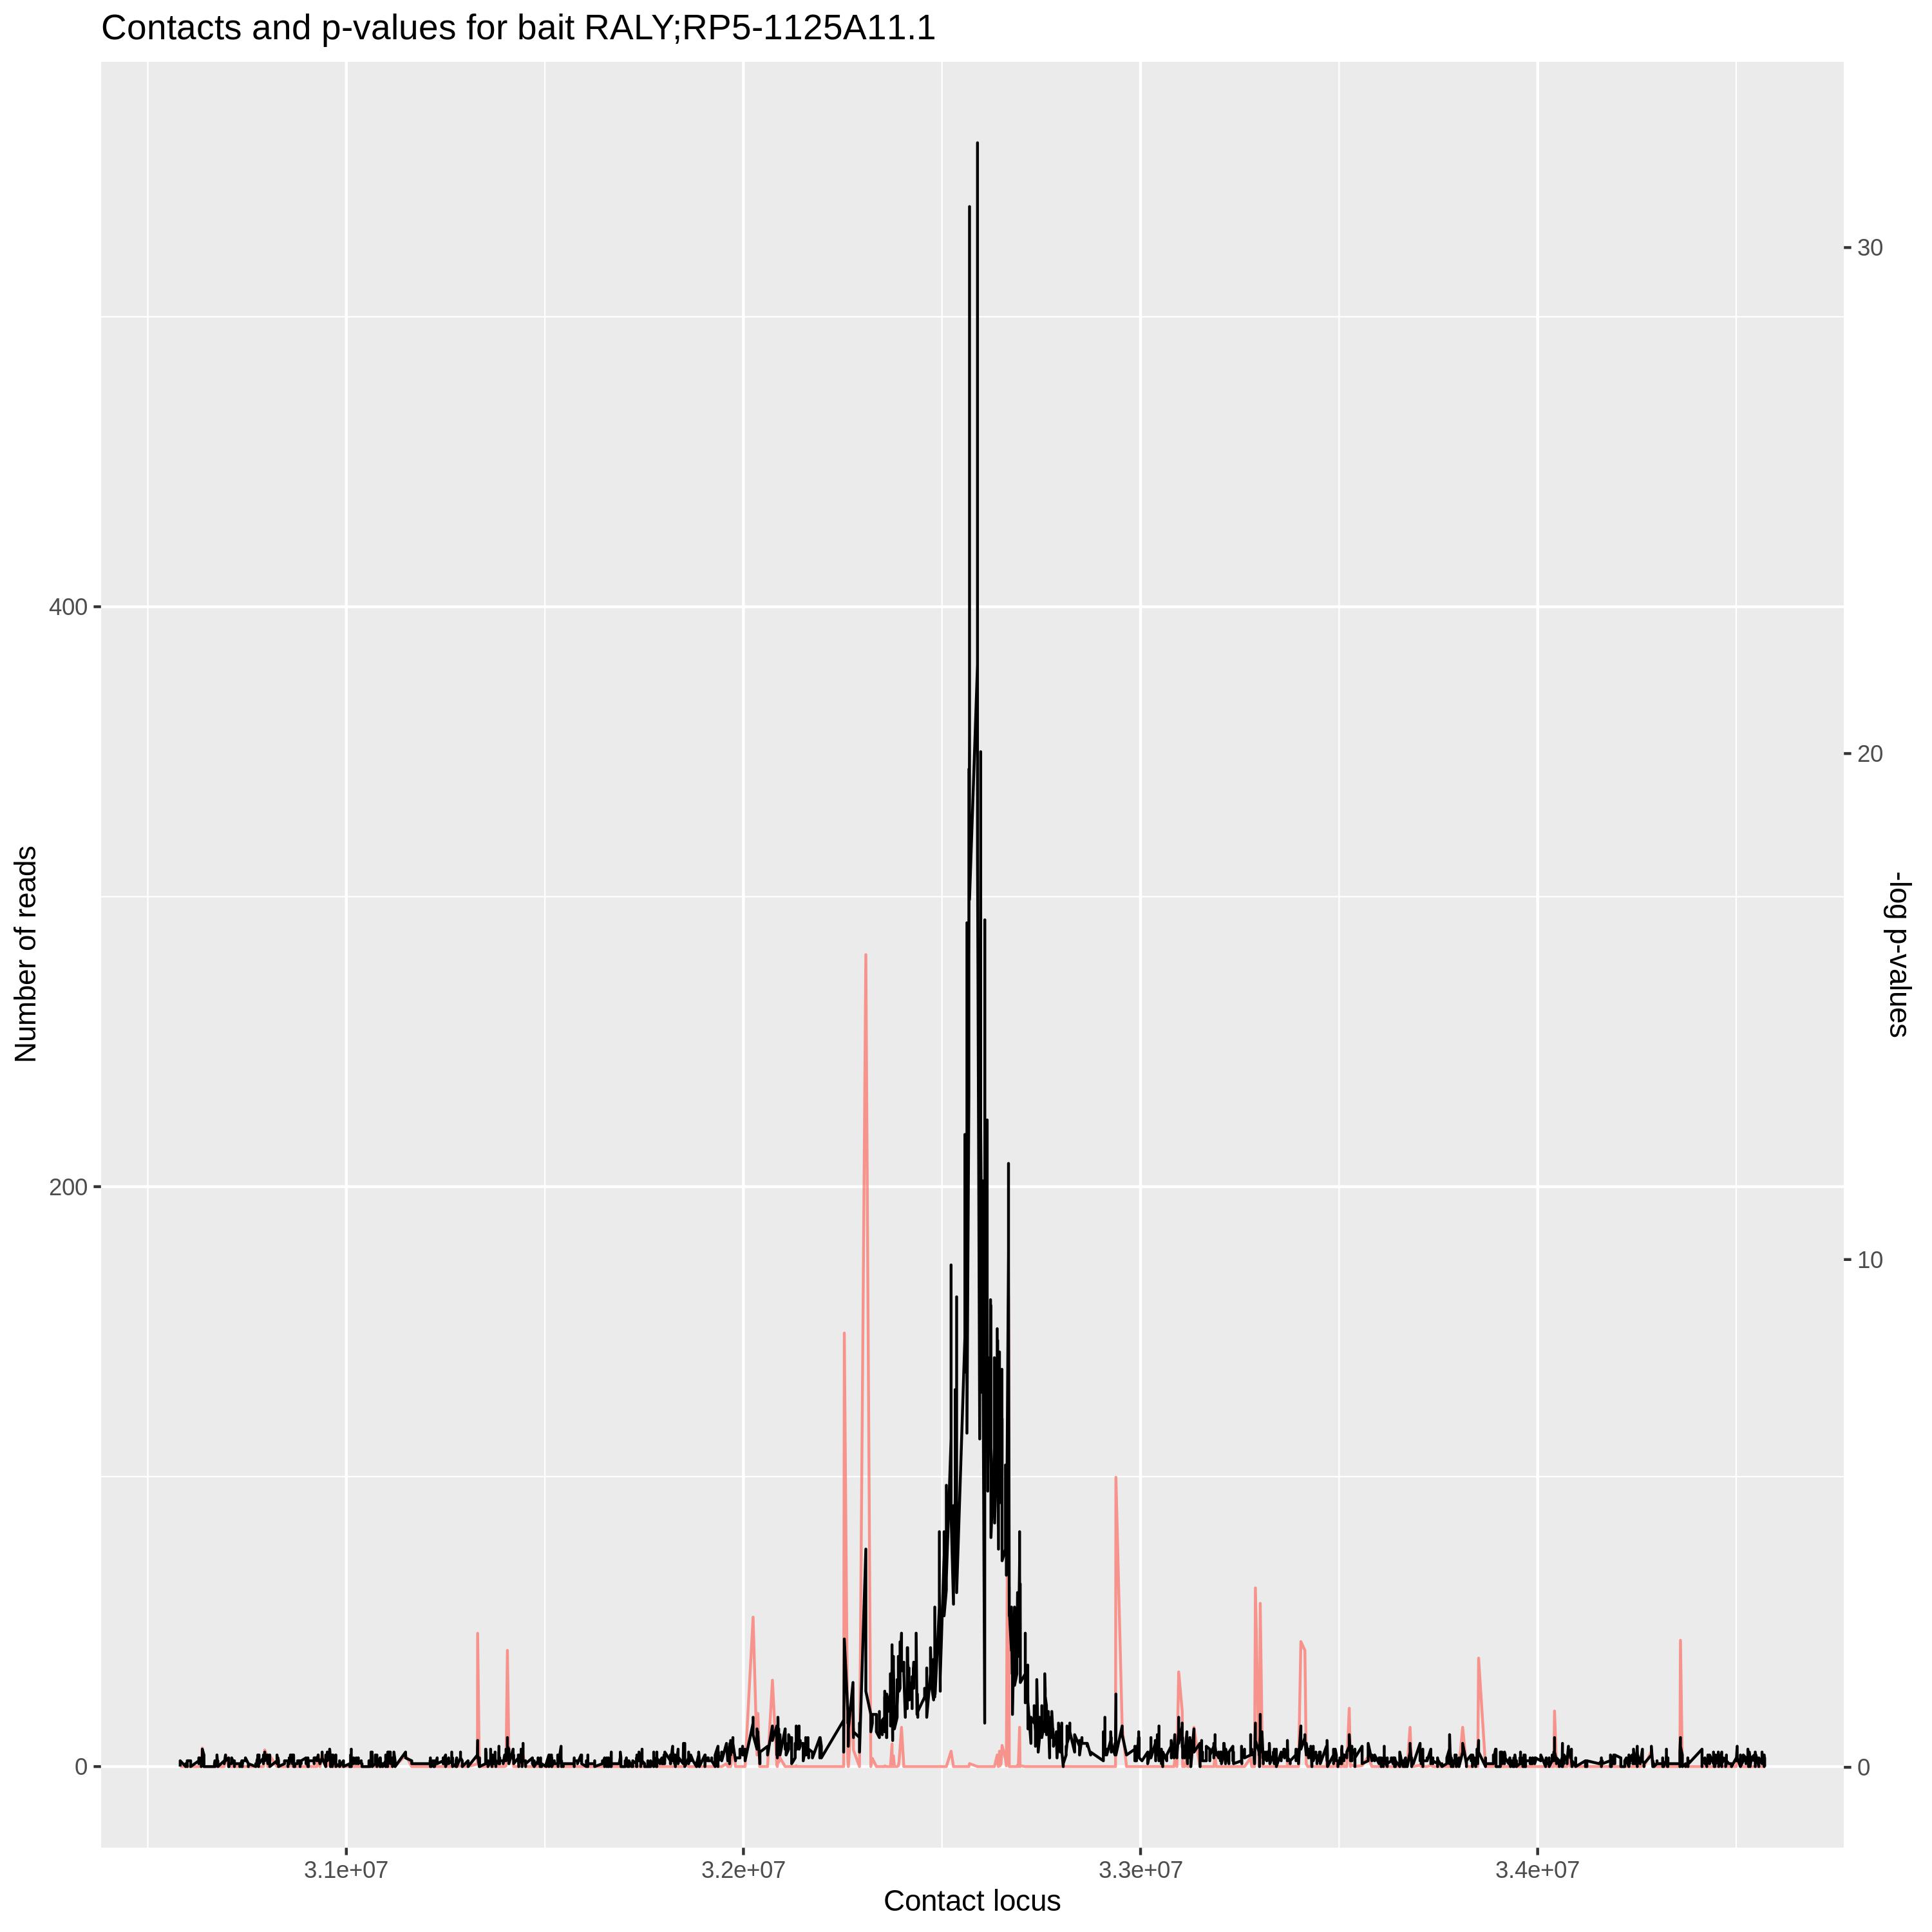 Contacts and p-values for bait RALY;RP5-1125A11.1
Number of reads
400
200
0
30
20
10
0
-log p-values
3.1e+07
3.2e+07
3.3e+07
3.4e+07
Contact locus